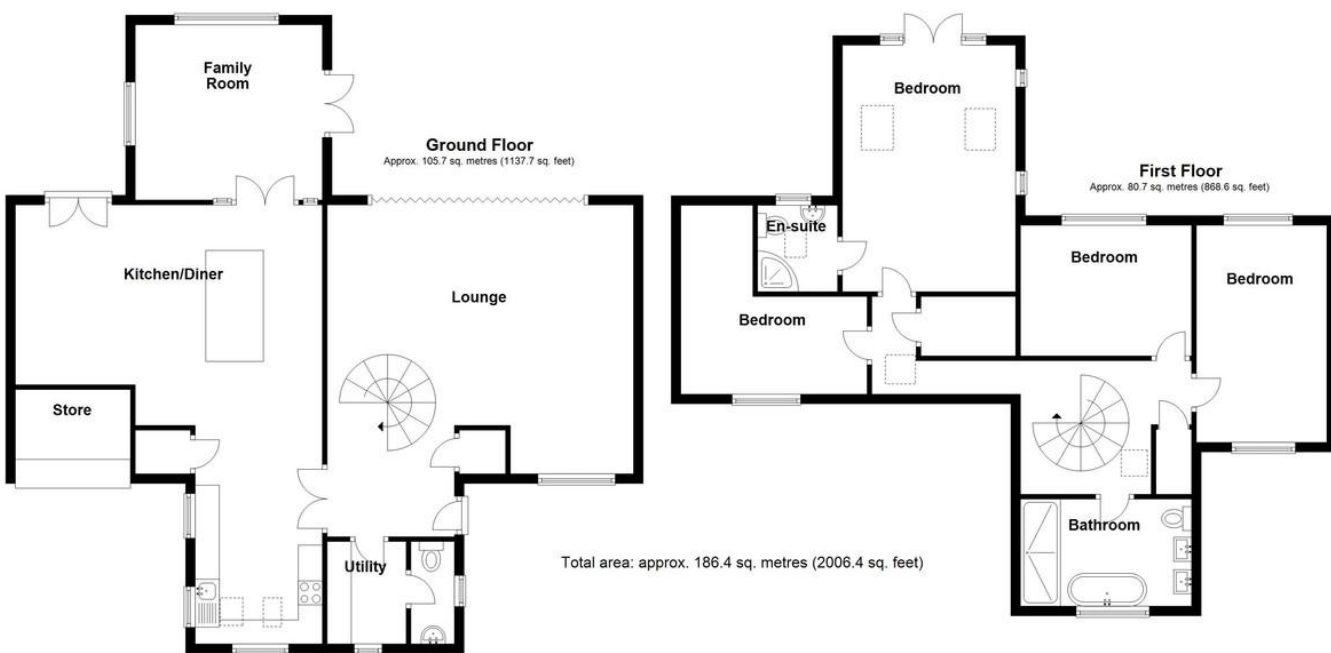 Family
Room
Ground Floor
Approx. 105.7 sq. metres (1137.7 sq. feet)
Kitchen/Diner
Lounge
Store
Utility
Bedroom
First Floor
Approx. 80.7 sq. metres (868.6 sq. feet)
En-suite
Bedroom
Bedroom
Bedroom
Bathroom
Total area: approx. 186.4 sq. metres (2006.4 sq. feet)